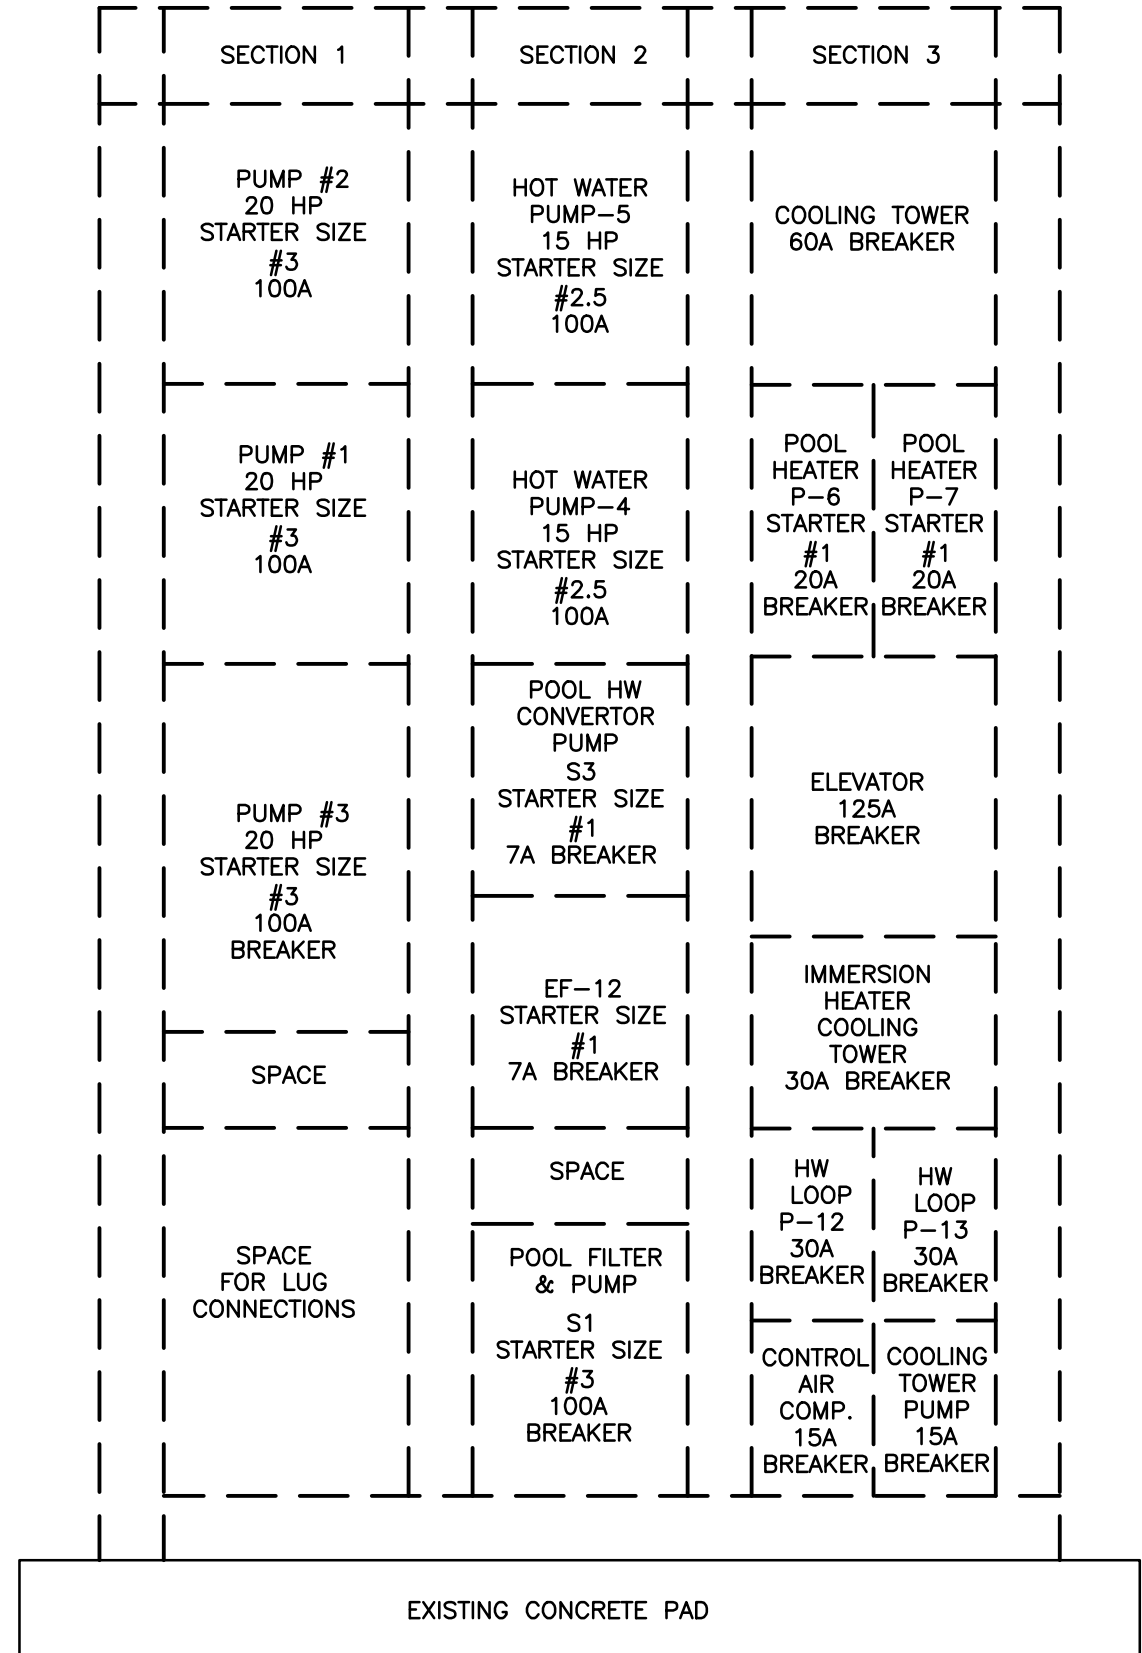 SECTION 1
SECTION 2
SECTION 3
PUMP #2
20 HP
STARTER SIZE
#3
100A
PUMP #1
20 HP
STARTER SIZE
#3
100A
PUMP #3
20 HP
STARTER SIZE
#3
100A
BREAKER
SPACE
SPACE
FOR LUG
CONNECTIONS
HOT WATER
PUMP-5
15 HP
STARTER SIZE
#2.5
100A
HOT WATER
PUMP-4
15 HP
STARTER SIZE
#2.5
100A
POOL HW
CONVERTOR
PUMP
S3
STARTER SIZE
#1
7A BREAKER
EF-12
STARTER SIZE
#1
7A BREAKER
SPACE
POOL FILTER
& PUMP
S1
STARTER SIZE
#3
100A
BREAKER
COOLING TOWER
60A BREAKER
POOL
HEATER
P-6
STARTER
#1
20A
BREAKER
POOL
HEATER
P-7
STARTER
#1
20A
BREAKER
ELEVATOR
125A
BREAKER
IMMERSION
HEATER
COOLING
TOWER
30A BREAKER
HW
LOOP
P-12
30A
BREAKER
HW
LOOP
P-13
30A
BREAKER
CONTROL
AIR
COMP.
15A
BREAKER
COOLING
TOWER
PUMP
15A
BREAKER
EXISTING CONCRETE PAD